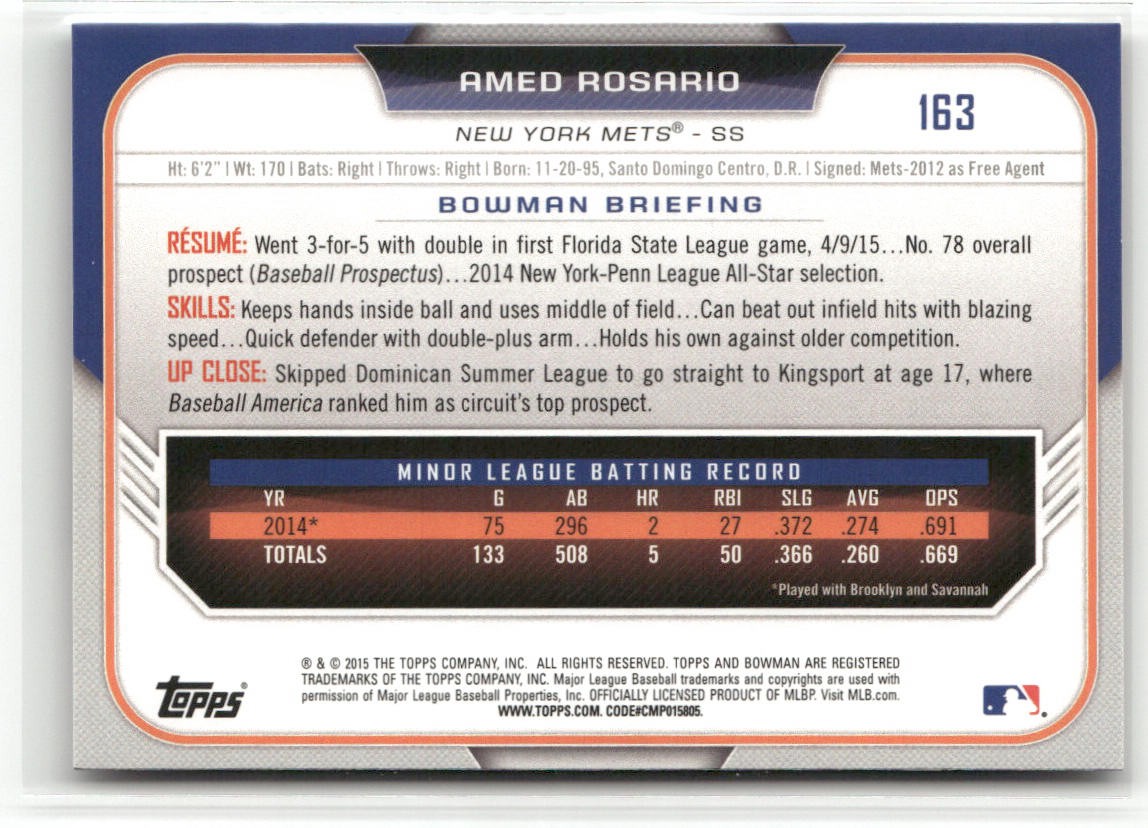 AMED ROSARIO
163
NEW YORK METS® - SS
Ht: 6'2" | Wt: 170 | Bats: Right | Throws: Right | Born: 11-20-95, Santo Domingo Centro, D.R. | Signed: Mets-2012 as Free Agent
BOWMAN BRIEFING
RÉSUMÉ: Went 3-for-5 with double in first Florida State League game, 4/9/15...No. 78 overall
prospect (Baseball Prospectus)...2014 New York-Penn League All-Star selection.
SKILLS: Keeps hands inside ball and uses middle of field...Can beat out infield hits with blazing
speed...Quick defender with double-plus arm...Holds his own against older competition.
UP CLOSE: Skipped Dominican Summer League to go straight to Kingsport at age 17, where
Baseball America ranked him as circuit's top prospect.
MINOR LEAGUE BATTING RECORD
YR G AB HR RBI SLG AVG OPS
2014* 75 296 2 27 .372 .274 .691
TOTALS 133 508 5 50 .366 .260 .669
*Played with Brooklyn and Savannah
® & © 2015 THE TOPPS COMPANY, INC. ALL RIGHTS RESERVED. TOPPS AND BOWMAN ARE REGISTERED
TRADEMARKS OF THE TOPPS COMPANY, INC. Major League Baseball trademarks and copyrights are used with
permission of Major League Baseball Properties, Inc. OFFICIALLY LICENSED PRODUCT OF MLBP. Visit MLB.com.
WWW.TOPPS.COM. CODE#CMP015805.
TOPPS®